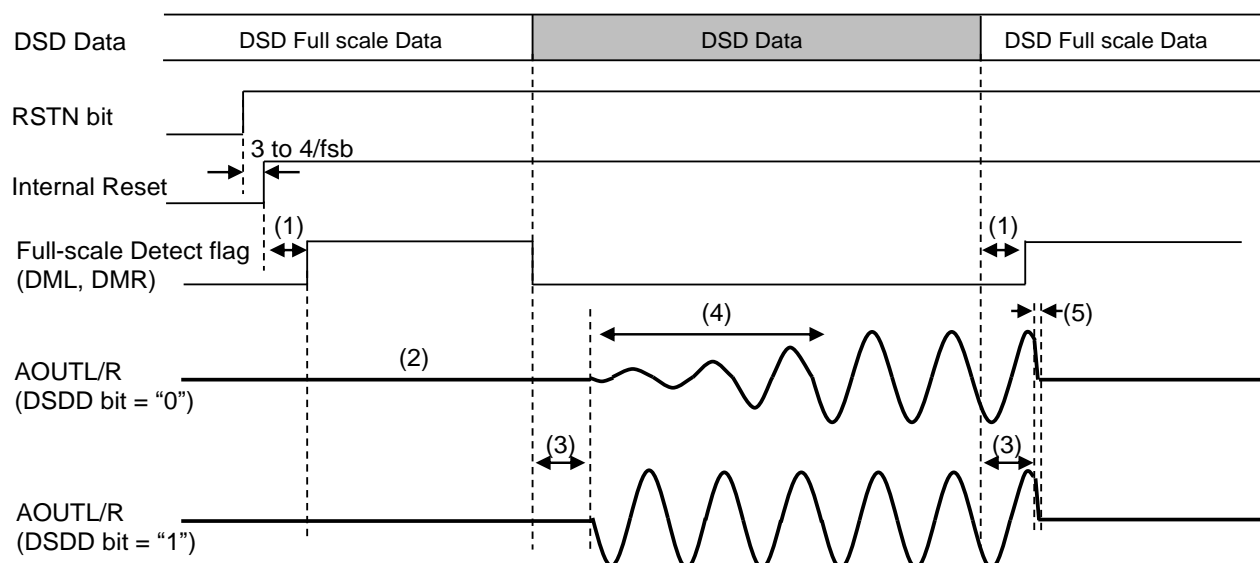 DSD Data
DSD Full scale Data
DSD Data
DSD Full scale Data
RSTN bit
3 to 4/fsb
Internal Reset
(1)
(1)
Full-scale Detect flag
(DML, DMR)
(4)
(5)
(2)
AOUTL/R
(DSDD bit = “0”)
(3)
(3)
AOUTL/R
(DSDD bit = “1”)